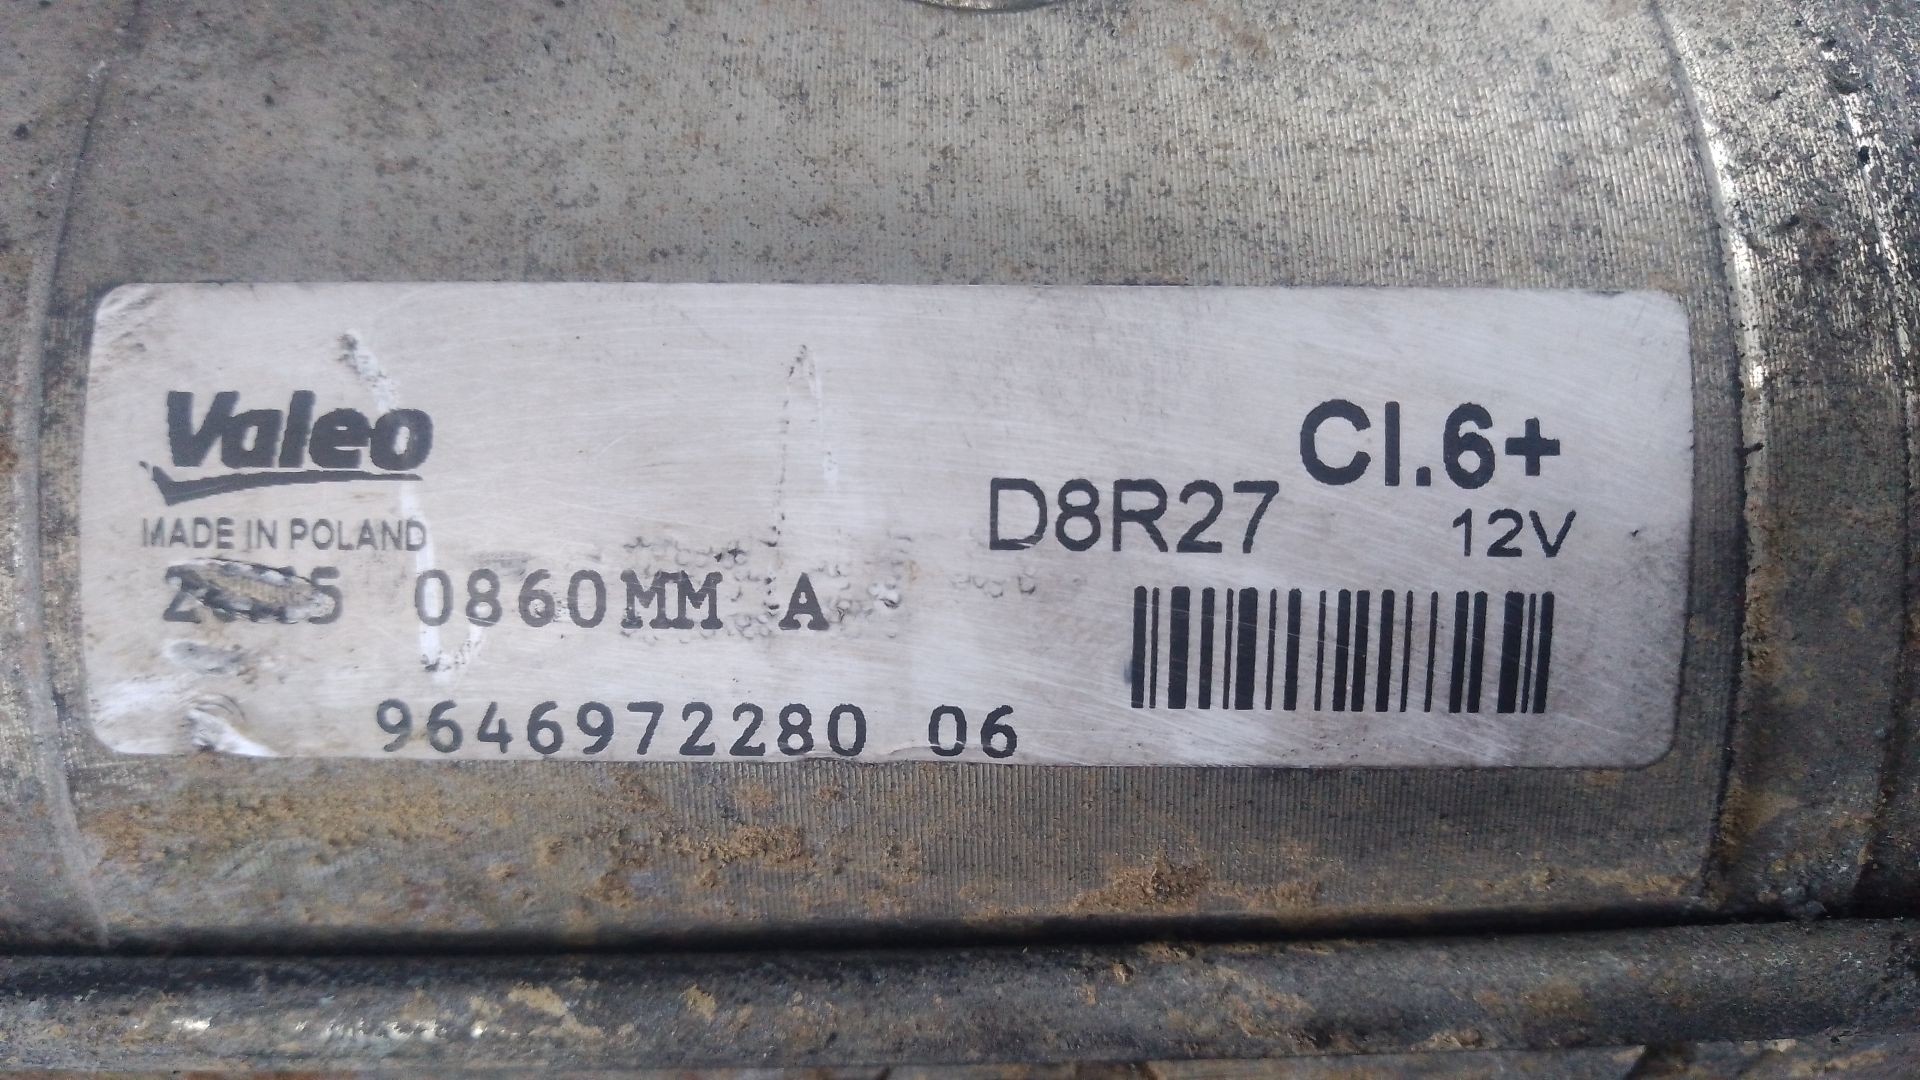 Valeo
Cl.6+
D8R27
12V
MADE IN POLAND
0860MM A
9646972280 06